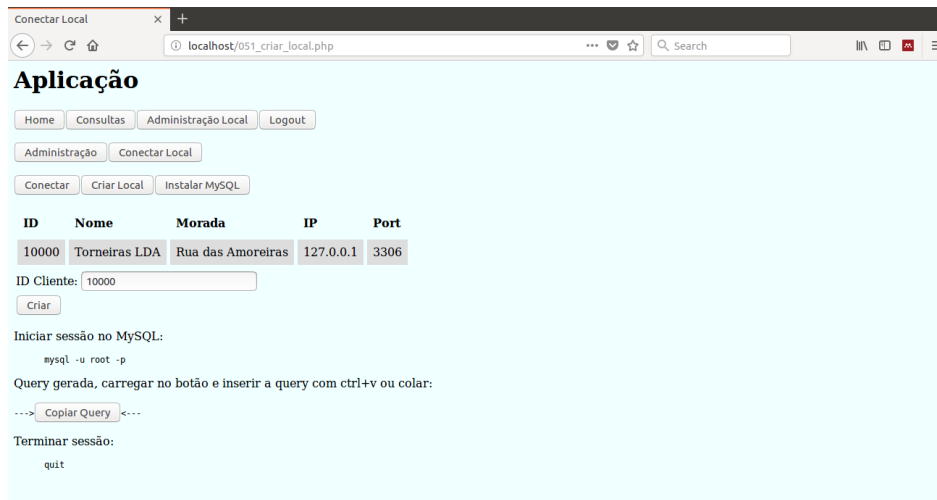 Conectar Local × +
localhost/051_criar_local.php ··· Search
Aplicação
Home Consultas Administração Local Logout
Administração Conectar Local
Conectar Criar Local Instalar MySQL
ID Nome Morada IP Port
10000 Torneiras LDA Rua das Amoreiras 127.0.0.1 3306
ID Cliente: 10000
Criar
Iniciar sessão no MySQL:
mysql -u root -p
Query gerada, carregar no botão e inserir a query com ctrl+v ou colar:
---> Copiar Query <---
Terminar sessão:
quit